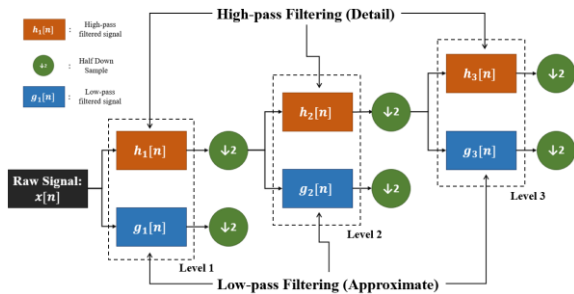 High-pass Filtering (Detail)
h₁[n]
:
High-pass
filtered signal
↓2
:
Half Down
Sample
g₁[n]
:
Low-pass
filtered signal
h₃[n]
↓2
h₂[n]
↓2
g₃[n]
↓2
h₁[n]
↓2
Raw Signal:
x[n]
g₂[n]
↓2
Level 3
g₁[n]
↓2
Level 2
Level 1
Low-pass Filtering (Approximate)